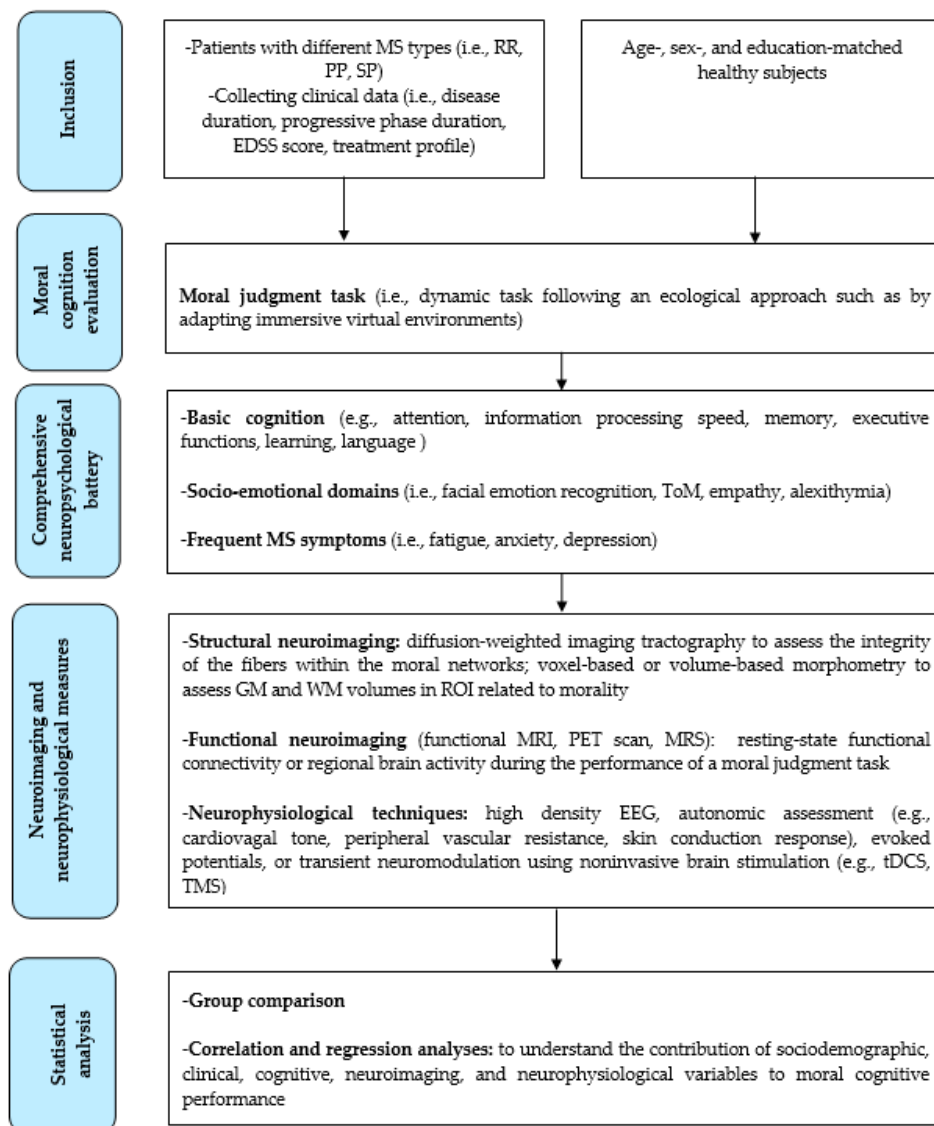 Inclusion
-Patients with different MS types (i.e., RR,
PP, SP)
-Collecting clinical data (i.e., disease
duration, progressive phase duration,
EDSS score, treatment profile)
Age-, sex-, and education-matched
healthy subjects
Moral
cognition
evaluation
Moral judgment task (i.e., dynamic task following an ecological approach such as by
adapting immersive virtual environments)
Comprehensive
neuropsychological
battery
-Basic cognition (e.g., attention, information processing speed, memory, executive
functions, learning, language )
-Socio-emotional domains (i.e., facial emotion recognition, ToM, empathy, alexithymia)
-Frequent MS symptoms (i.e., fatigue, anxiety, depression)
Neuroimaging and
neurophysiological measures
-Structural neuroimaging: diffusion-weighted imaging tractography to assess the integrity
of the fibers within the moral networks; voxel-based or volume-based morphometry to
assess GM and WM volumes in ROI related to morality
-Functional neuroimaging (functional MRI, PET scan, MRS): resting-state functional
connectivity or regional brain activity during the performance of a moral judgment task
-Neurophysiological techniques: high density EEG, autonomic assessment (e.g.,
cardiovagal tone, peripheral vascular resistance, skin conduction response), evoked
potentials, or transient neuromodulation using noninvasive brain stimulation (e.g., tDCS,
TMS)
Statistical
analysis
-Group comparison
-Correlation and regression analyses: to understand the contribution of sociodemographic,
clinical, cognitive, neuroimaging, and neurophysiological variables to moral cognitive
performance